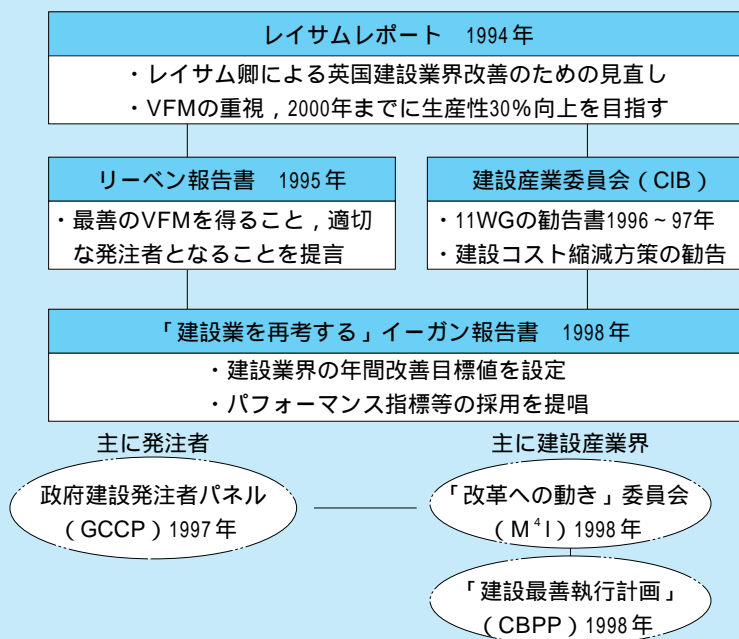 レイサムレポート　1994年
・レイサム卿による英国建設業界改善のための見直し
・VFMの重視，2000年までに生産性30％向上を目指す
リーベン報告書　1995年
・最善のVFMを得ること，適切
な発注者となることを提言
建設産業委員会（CIB）
・11WGの勧告書1996～97年
・建設コスト縮減方策の勧告
「建設業を再考する」イーガン報告書　1998年
・建設業界の年間改善目標値を設定
・パフォーマンス指標等の採用を提唱
主に発注者
政府建設発注者パネル
（GCCP）1997年
主に建設産業界
「改革への動き」委員会
（M⁴I）1998年
「建設最善執行計画」
（CBPP）1998年